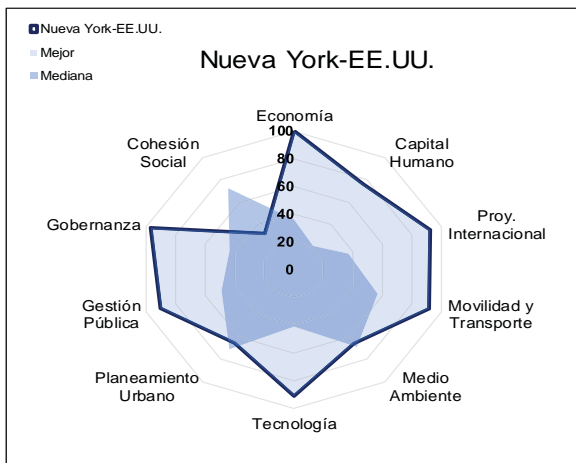 Nueva York-EE.UU.
Mejor
Mediana
Nueva York-EE.UU.
Economía
Capital
Humano
Proy.
Internacional
Movilidad y
Transporte
Medio
Ambiente
Tecnología
Planeamiento
Urbano
Gestión
Pública
Gobernanza
Cohesión
Social
100
80
60
40
20
0